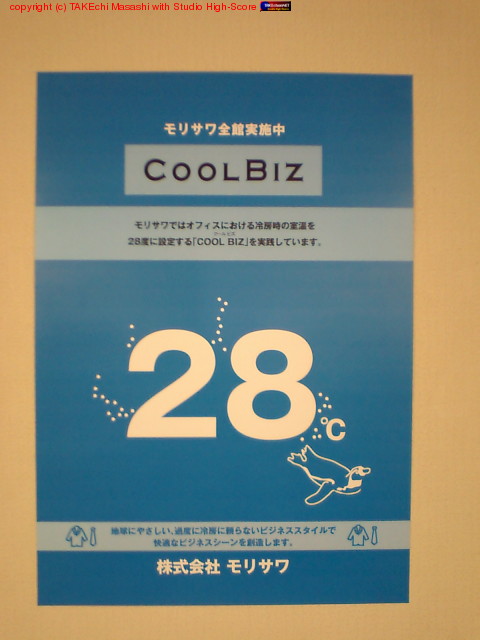 copyright (c) TAKEchi Masashi with Studio High-Score
モリサワ全館実施中
COOLBIZ
モリサワではオフィスにおける冷房時の室温を
28度に設定する「COOL BIZ」を実践しています。
28℃
地球にやさしい、過度に冷房に頼らないビジネススタイルで
快適なビジネスシーンを創造します。
株式会社 モリサワ